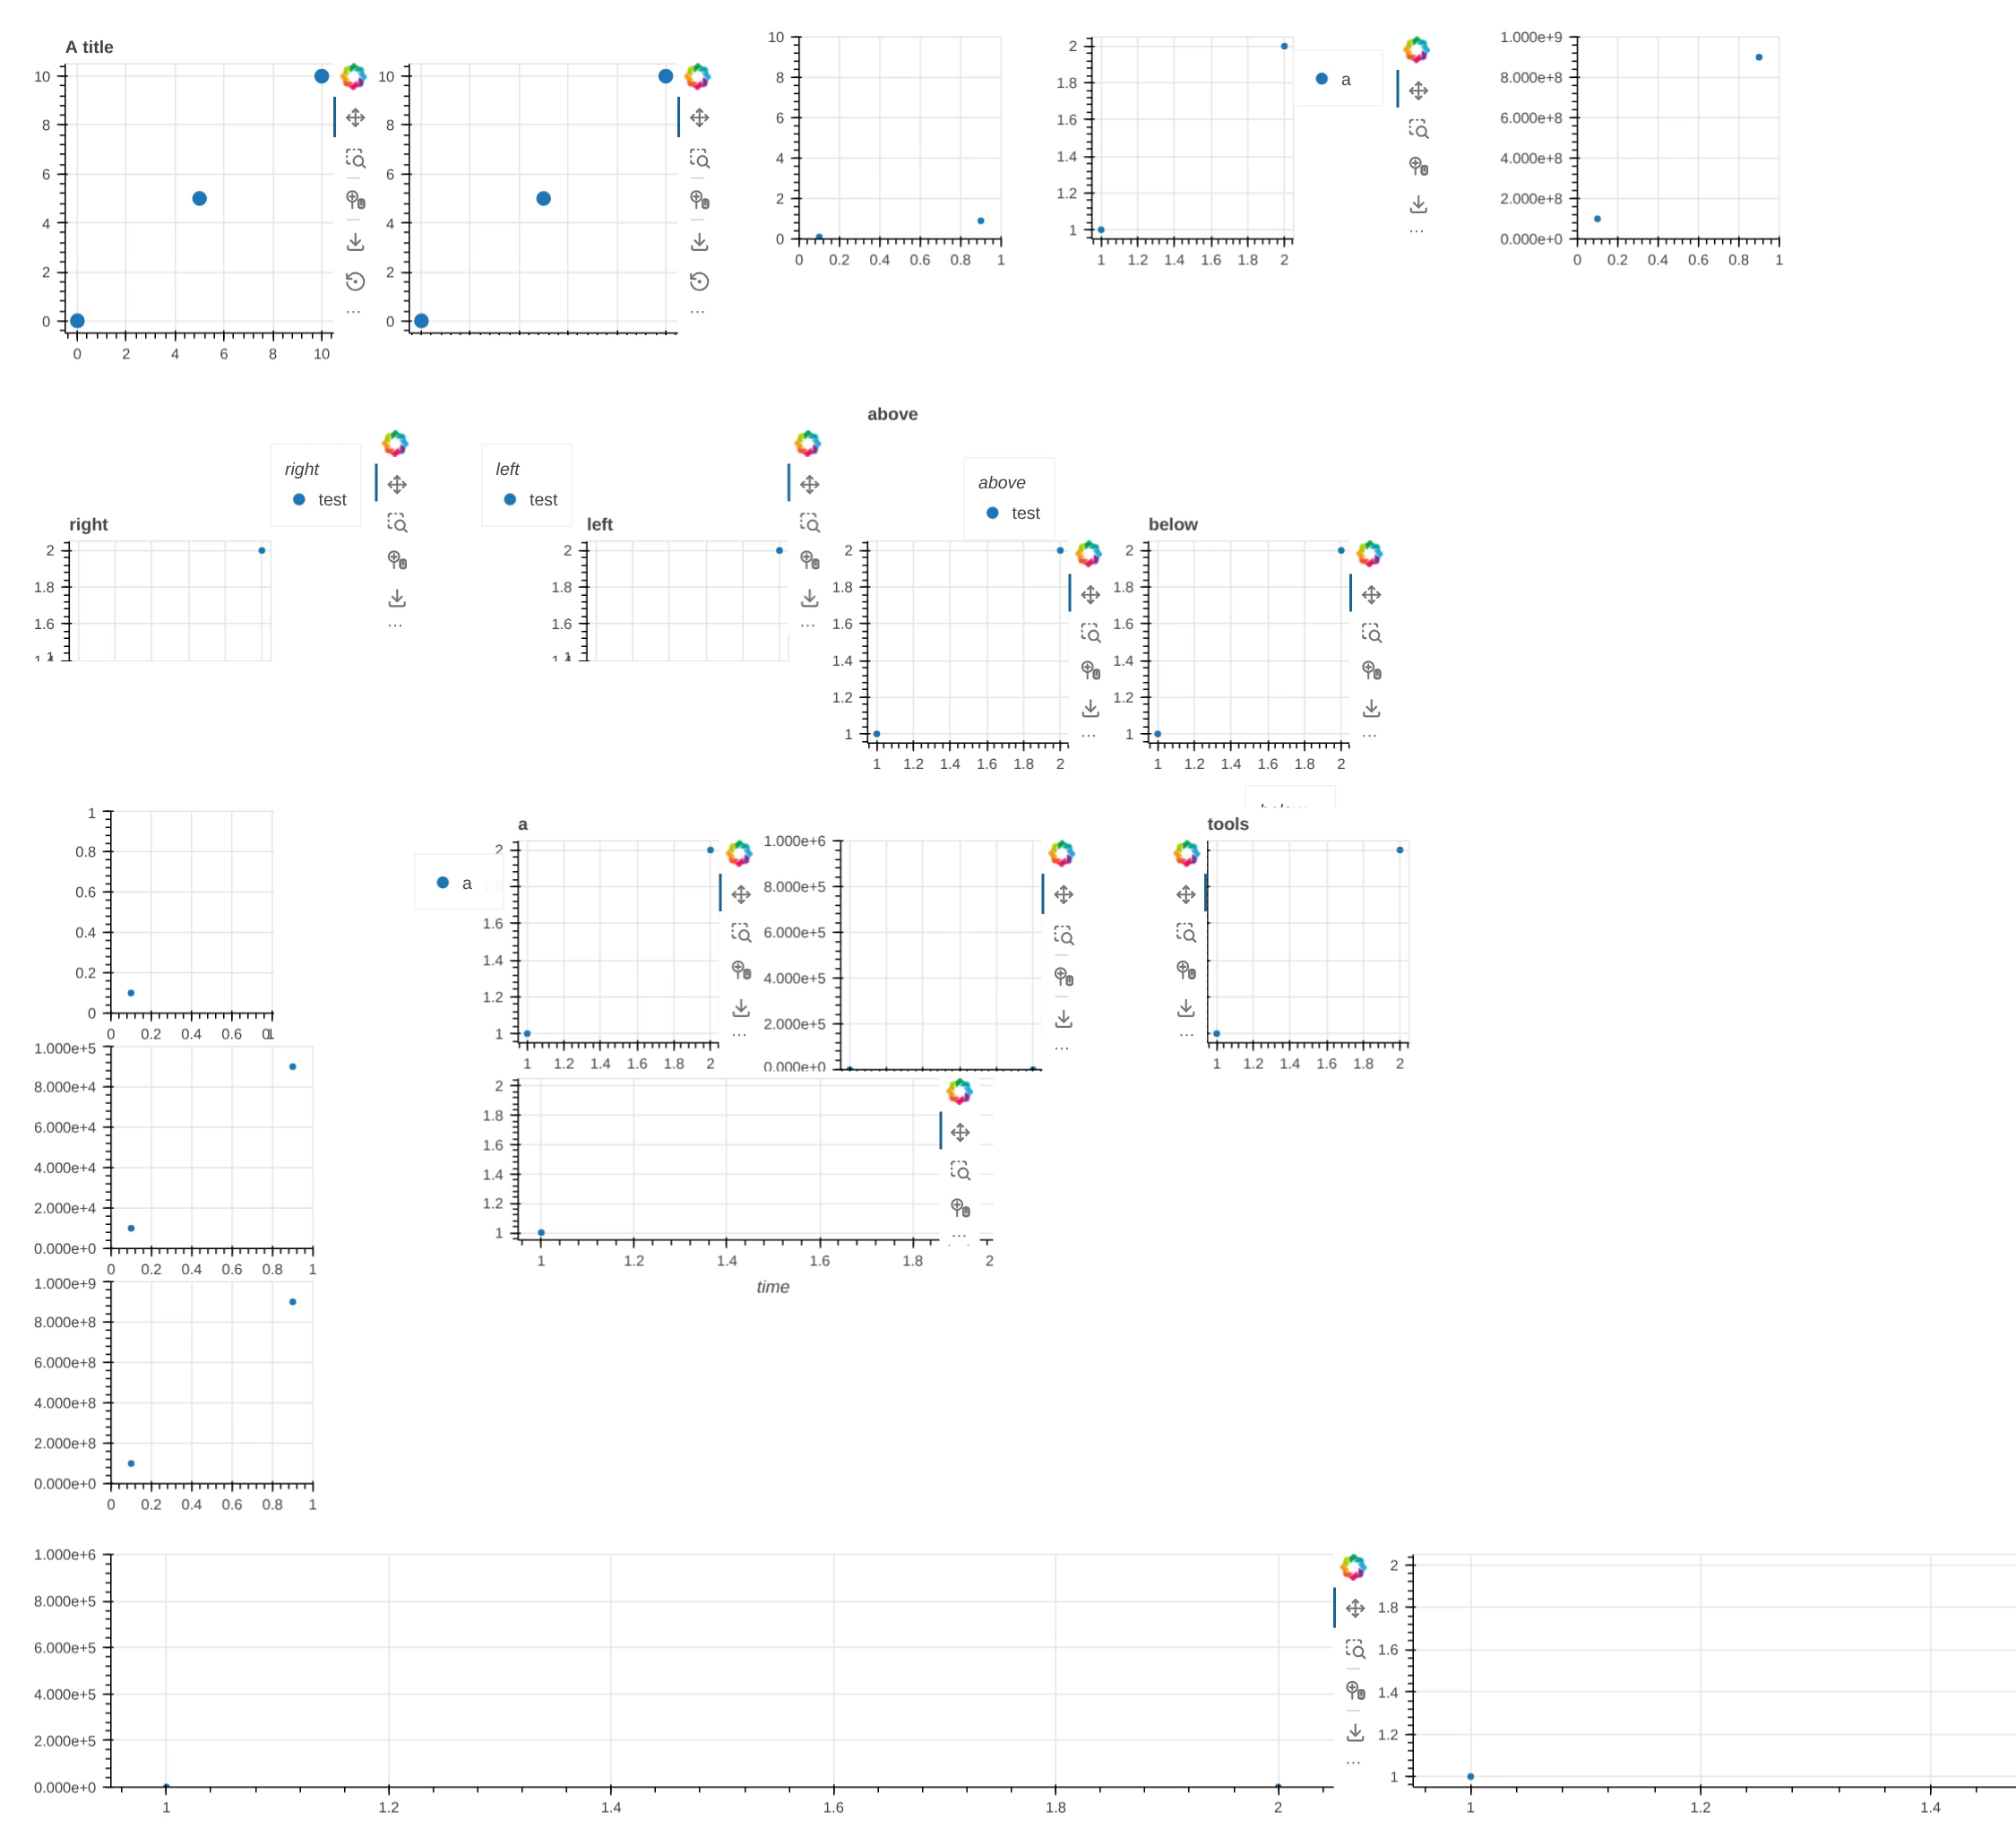 A title
10
8
6
4
2
0
0 2 4 6 8 10
10
8
6
4
2
0
10
8
6
4
2
0
0 0.2 0.4 0.6 0.8 1
2
1.8
1.6
1.4
1.2
1
1 1.2 1.4 1.6 1.8 2
a
1.000e+9
8.000e+8
6.000e+8
4.000e+8
2.000e+8
0.000e+0
0 0.2 0.4 0.6 0.8 1
right
test
right
2
1.8
1.6
left
test
left
2
1.8
1.6
above
above
test
2
1.8
1.6
1.4
1.2
1
1 1.2 1.4 1.6 1.8 2
below
2
1.8
1.6
1.4
1.2
1
1 1.2 1.4 1.6 1.8 2
1
0.8
0.6
0.4
0.2
0
0 0.2 0.4 0.6
1.000e+5
8.000e+4
6.000e+4
4.000e+4
2.000e+4
0.000e+0
0 0.2 0.4 0.6 0.8 1
1.000e+9
8.000e+8
6.000e+8
4.000e+8
2.000e+8
0.000e+0
0 0.2 0.4 0.6 0.8 1
a
a
2
1.6
1.4
1.2
1
1 1.2 1.4 1.6 1.8 2
1.000e+6
8.000e+5
6.000e+5
4.000e+5
2.000e+5
0.000e+0
tools
1 1.2 1.4 1.6 1.8 2
2
1.8
1.6
1.4
1.2
1
1 1.2 1.4 1.6 1.8 2
time
1.000e+6
8.000e+5
6.000e+5
4.000e+5
2.000e+5
0.000e+0
1 1.2 1.4 1.6 1.8 2
2
1.8
1.6
1.4
1.2
1
1 1.2 1.4